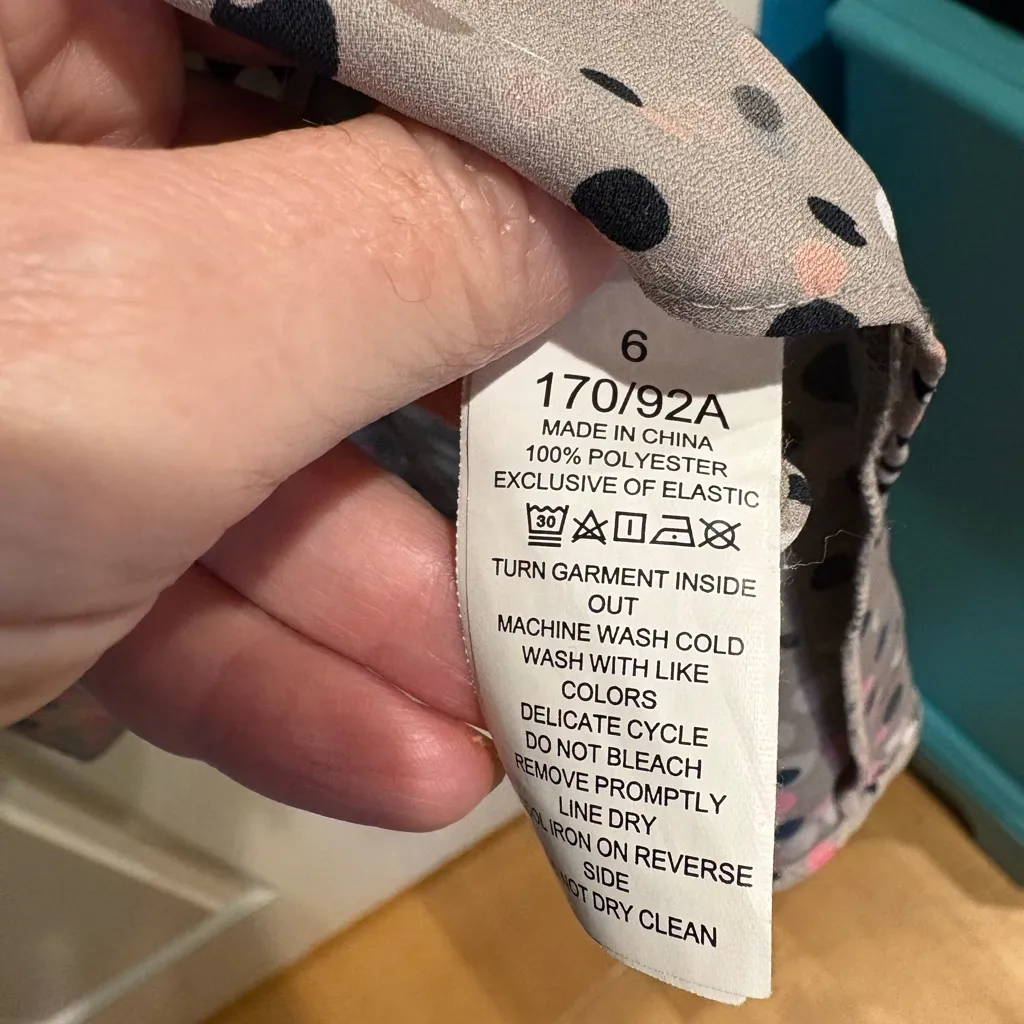 6
170/92A
MADE IN CHINA
100% POLYESTER
EXCLUSIVE OF ELASTIC
30
TURN GARMENT INSIDE
OUT
MACHINE WASH COLD
WASH WITH LIKE
COLORS
DELICATE CYCLE
DO NOT BLEACH
REMOVE PROMPTLY
LINE DRY
IRON ON REVERSE
SIDE
NOT DRY CLEAN